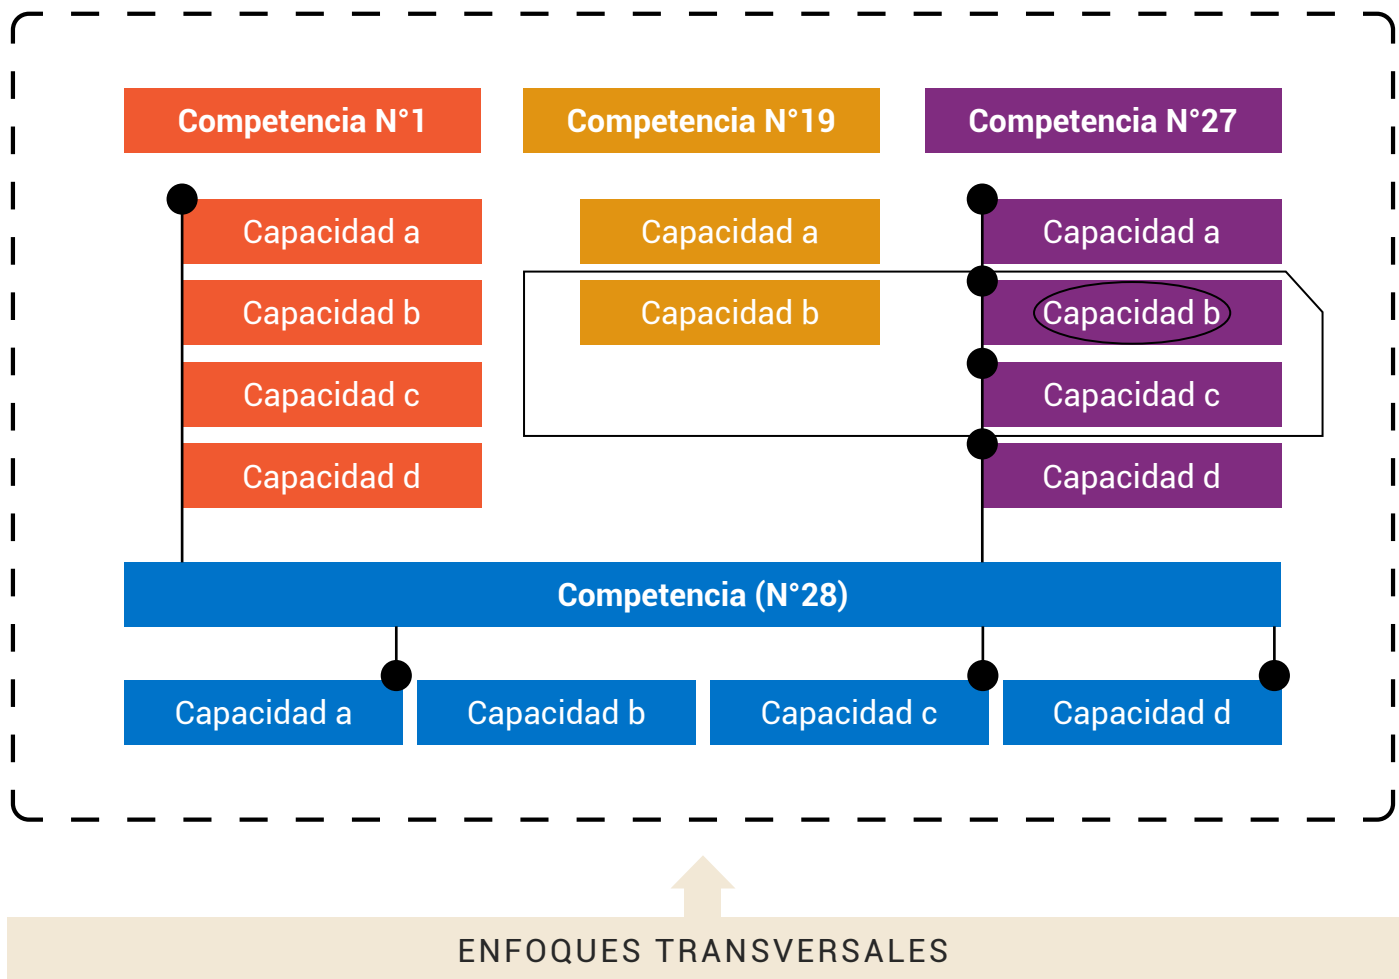 Competencia N°1
Competencia N°19
Competencia N°27
Capacidad a
Capacidad a
Capacidad a
Capacidad b
Capacidad b
Capacidad b
Capacidad c
Capacidad c
Capacidad d
Capacidad d
Competencia (N°28)
Capacidad a
Capacidad b
Capacidad c
Capacidad d
ENFOQUES TRANSVERSALES